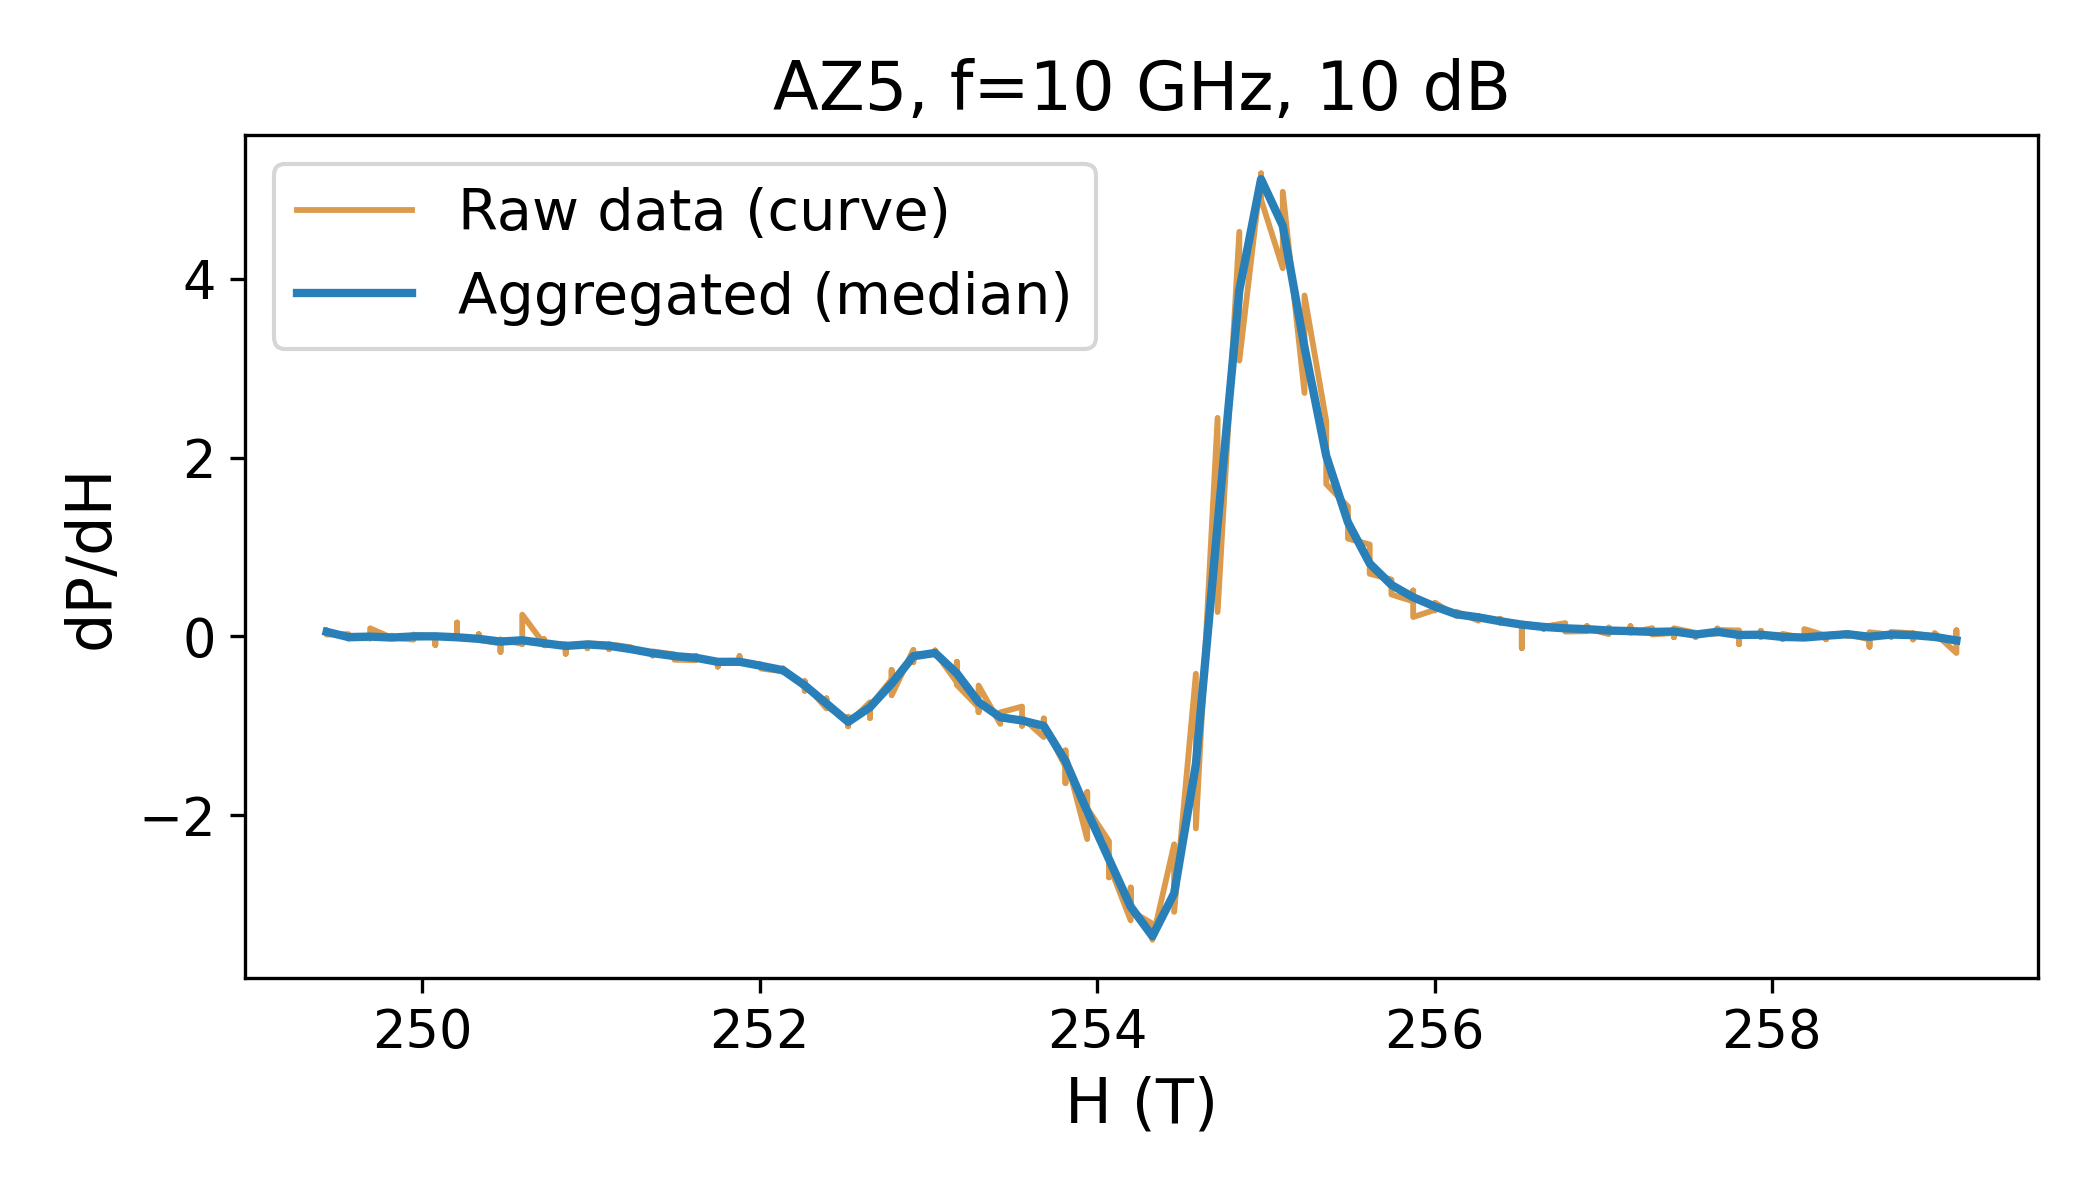 AZ5, f=10 GHz, 10 dB
Raw data (curve)
Aggregated (median)
4
2
0
−2
dP/dH
250 252 254 256 258
H (T)